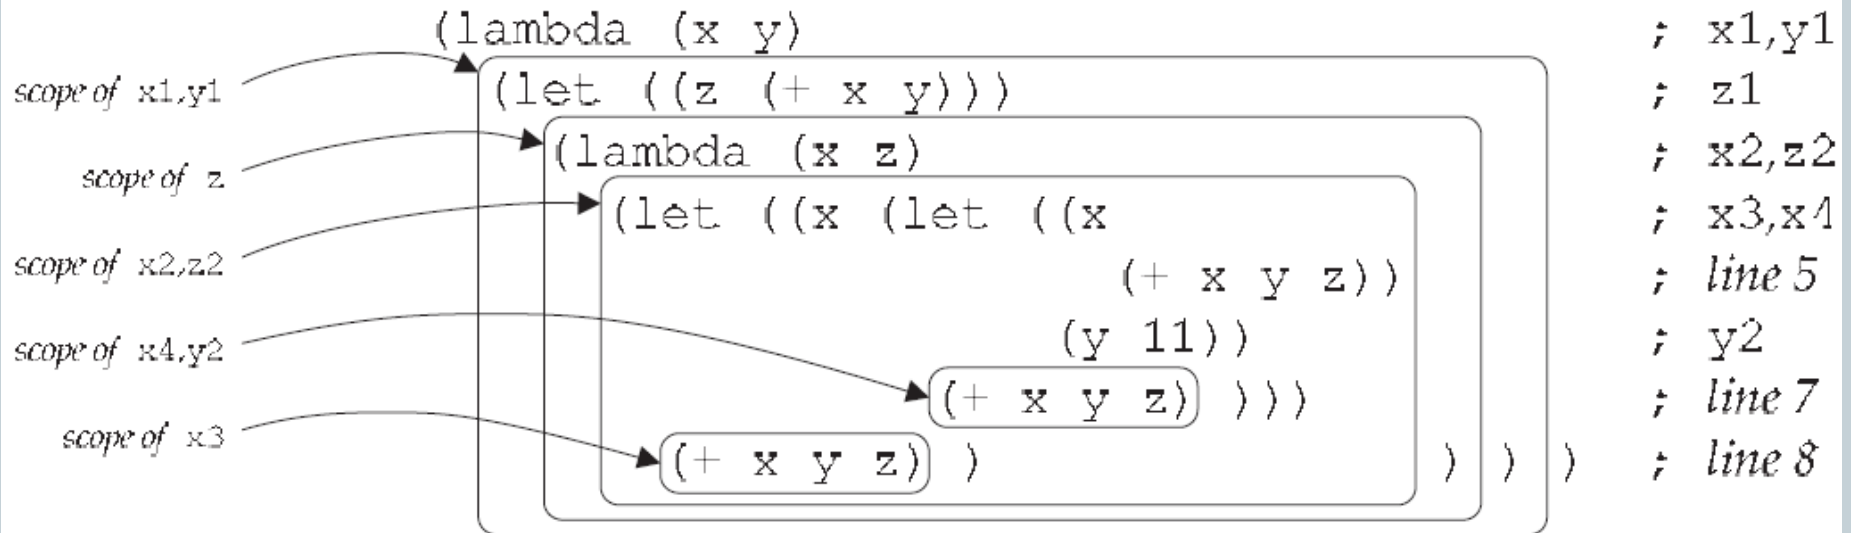 (lambda (x y) ; x1,y1
scope of x1,y1 (let ((z (+ x y))) ; z1
(lambda (x z) ; x2,z2
scope of z
(let ((x (let ((x ; x3,x4
scope of x2,z2 (+ x y z)) ; line 5
(y 11)) ; y2
scope of x4,y2
(+ x y z) ))) ; line 7
scope of x3
(+ x y z) ) ) ) ) ; line 8